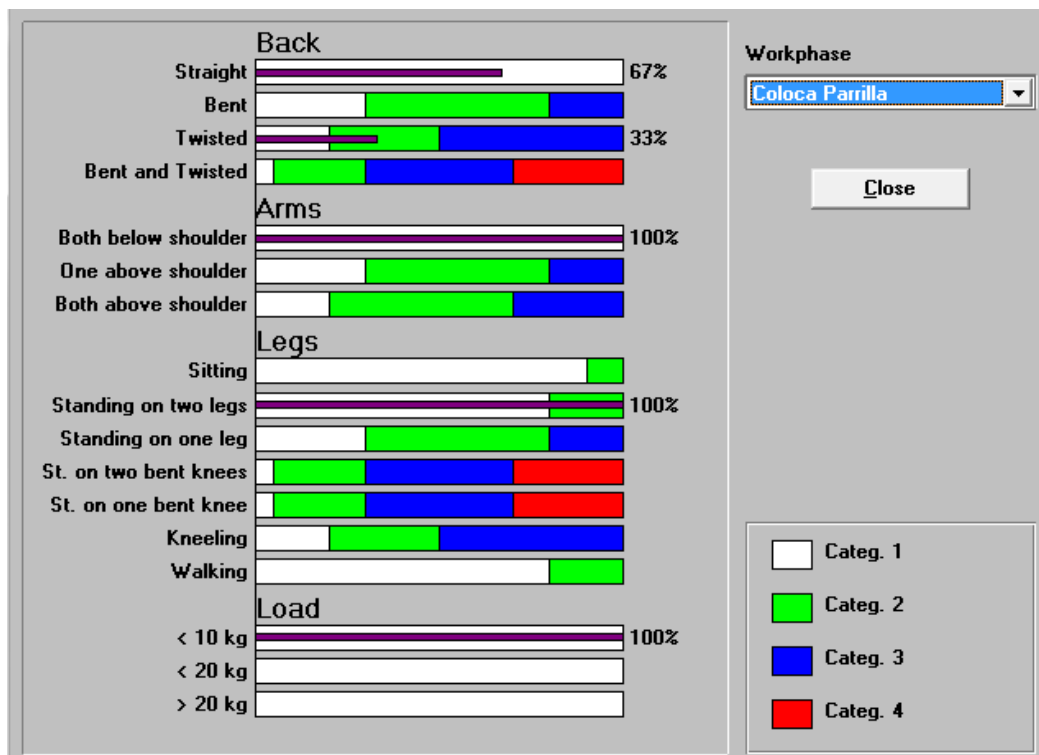 Back
Straight 67%
Bent
Twisted 33%
Bent and Twisted
Arms
Both below shoulder 100%
One above shoulder
Both above shoulder
Legs
Sitting
Standing on two legs 100%
Standing on one leg
St. on two bent knees
St. on one bent knee
Kneeling
Walking
Load
< 10 kg 100%
< 20 kg
> 20 kg
Workphase
Coloca Parrilla
Close
Categ. 1
Categ. 2
Categ. 3
Categ. 4